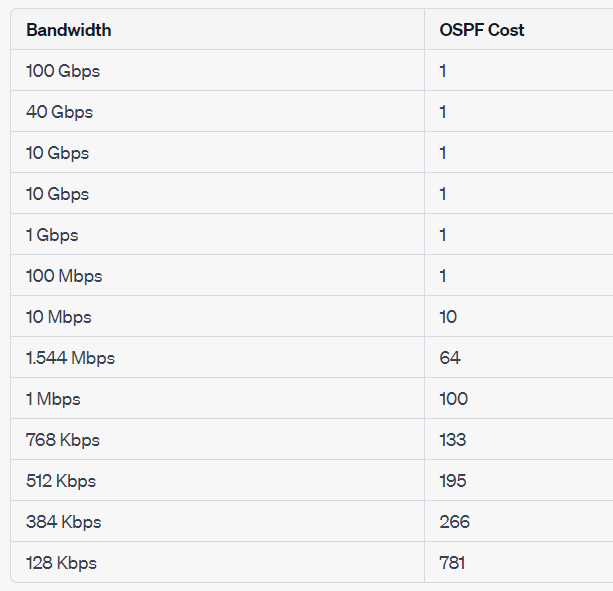 Bandwidth OSPF Cost
100 Gbps 1
40 Gbps 1
10 Gbps 1
10 Gbps 1
1 Gbps 1
100 Mbps 1
10 Mbps 10
1.544 Mbps 64
1 Mbps 100
768 Kbps 133
512 Kbps 195
384 Kbps 266
128 Kbps 781